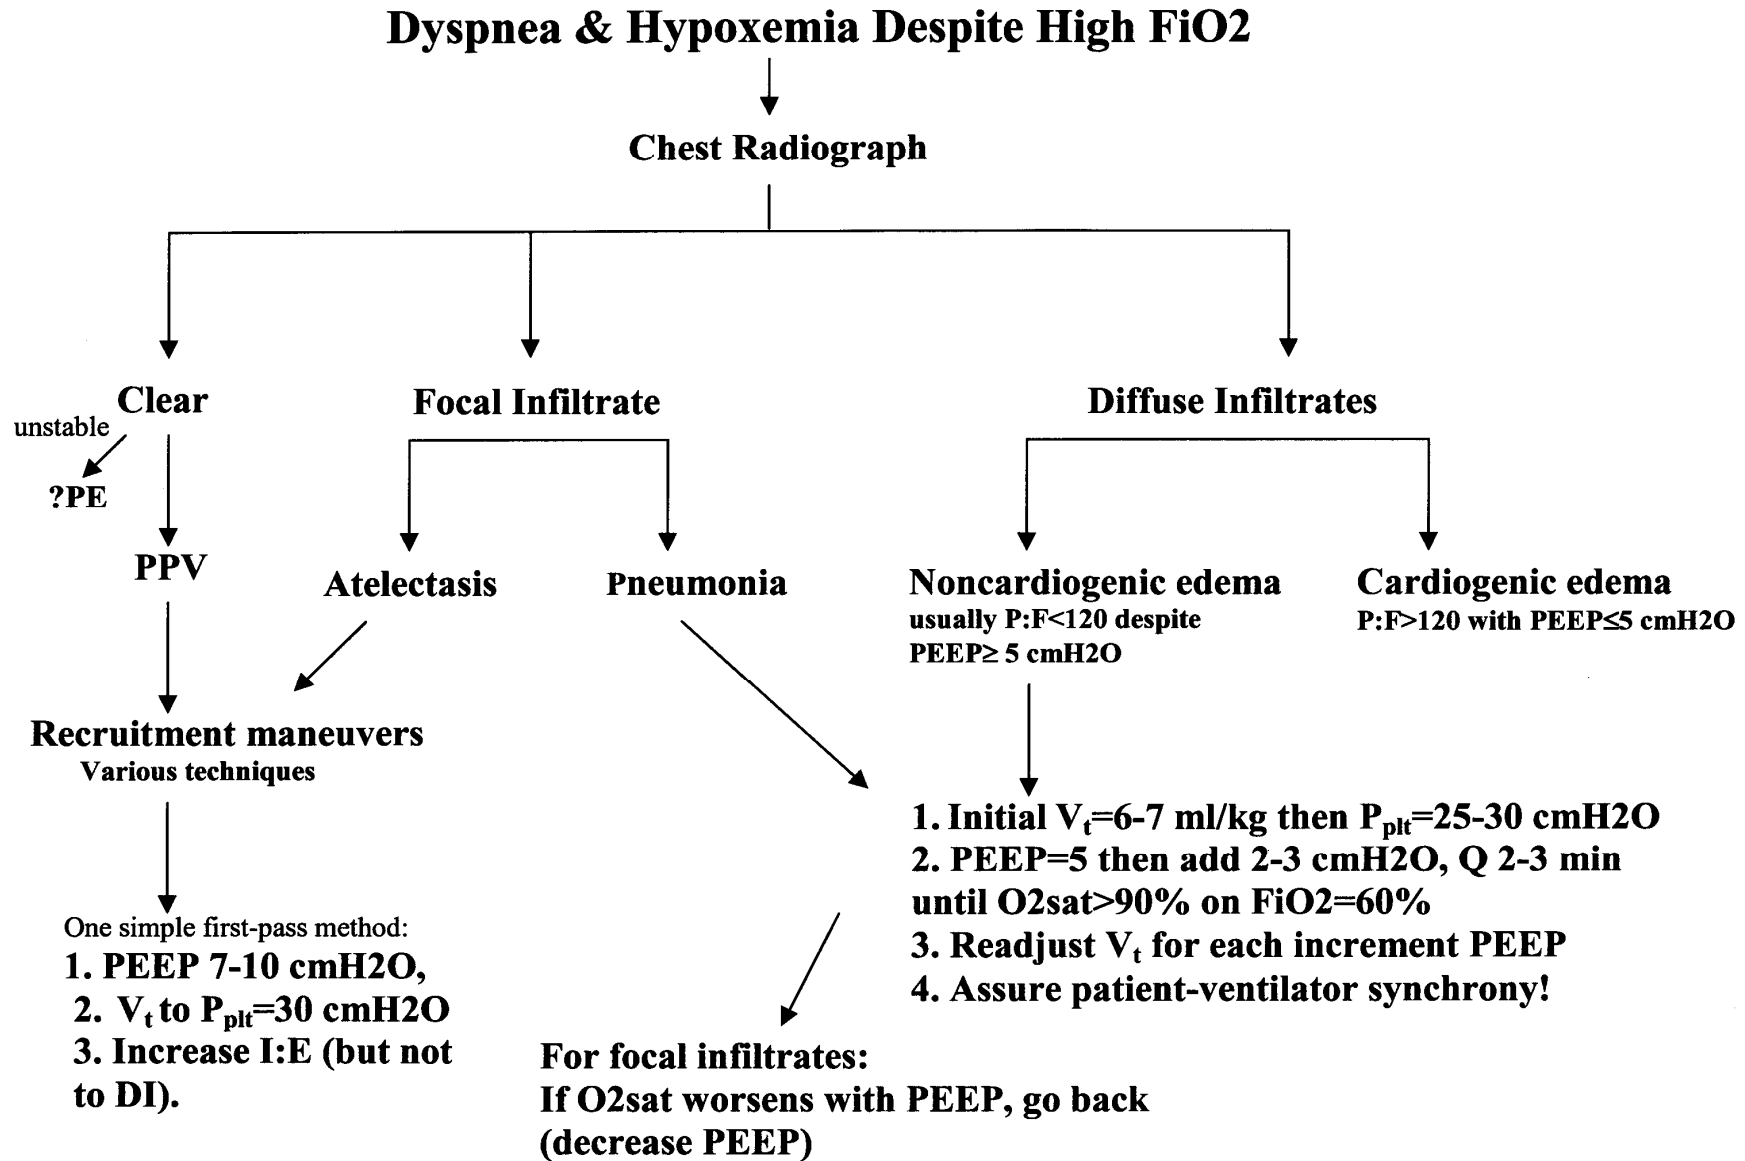 Dyspnea & Hypoxemia Despite High FiO2
Chest Radiograph
Clear
Focal Infiltrate
Diffuse Infiltrates
unstable
?PE
PPV
Atelectasis
Pneumonia
Noncardiogenic edema
usually P:F<120 despite
PEEP≥ 5 cmH2O
Cardiogenic edema
P:F>120 with PEEP≤5 cmH2O
Recruitment maneuvers
Various techniques
1. Initial Vt=6-7 ml/kg then Pplt=25-30 cmH2O
2. PEEP=5 then add 2-3 cmH2O, Q 2-3 min
until O2sat>90% on FiO2=60%
3. Readjust Vt for each increment PEEP
4. Assure patient-ventilator synchrony!
One simple first-pass method:
1. PEEP 7-10 cmH2O,
2. Vt to Pplt=30 cmH2O
3. Increase I:E (but not
to DI).
For focal infiltrates:
If O2sat worsens with PEEP, go back
(decrease PEEP)